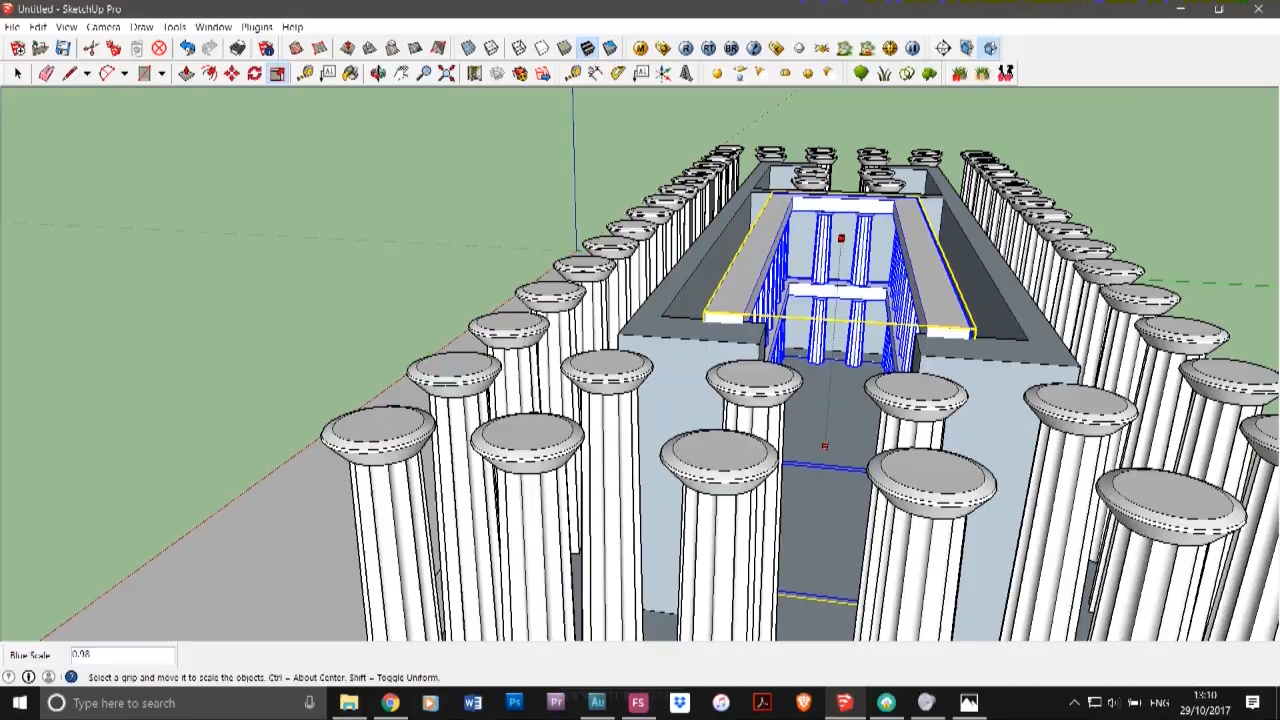 Untitled - SketchUp Pro
File Edit View Camera Draw Tools Window Plugins Help
Blue Scale 0.98
Select a grip and move it to scale the objects. Ctrl = About Center. Shift = Toggle Uniform.
Type here to search
ENG
13:10
29/10/2017